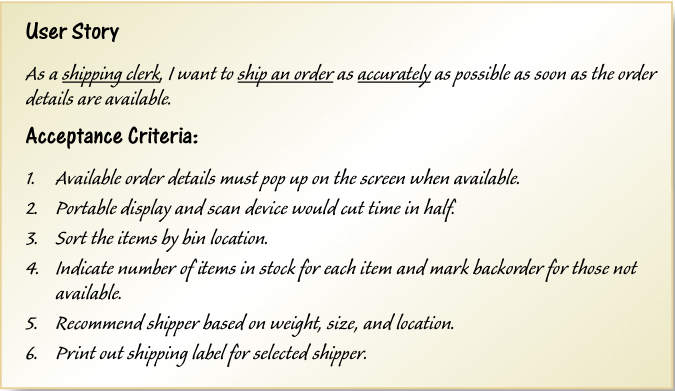 User Story
As a shipping clerk, I want to ship an order as accurately as possible as soon as the order
details are available.
Acceptance Criteria:
1. Available order details must pop up on the screen when available.
2. Portable display and scan device would cut time in half.
3. Sort the items by bin location.
4. Indicate number of items in stock for each item and mark backorder for those not
available.
5. Recommend shipper based on weight, size, and location.
6. Print out shipping label for selected shipper.